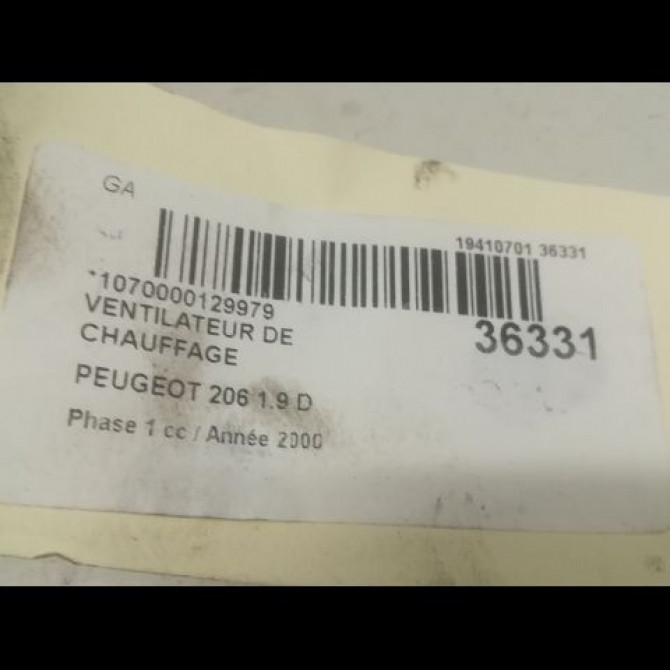 GA
19410701 36331
*1070000129979
36331
VENTILATEUR DE
CHAUFFAGE
PEUGEOT 206 1.9 D
Phase 1 cc / Année 2000